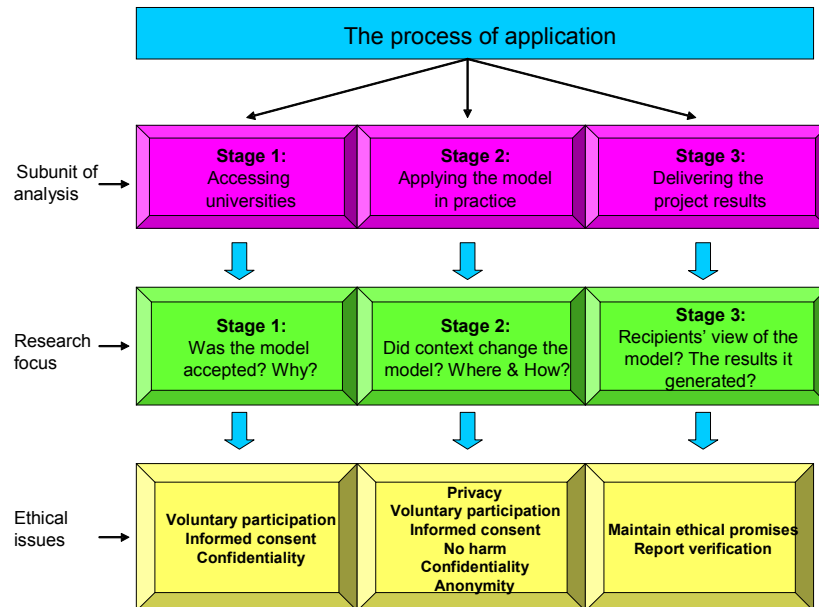 The process of application
Subunit of
analysis
Stage 1:
Accessing
universities
Stage 2:
Applying the model
in practice
Stage 3:
Delivering the
project results
Research
focus
Stage 1:
Was the model
accepted? Why?
Stage 2:
Did context change the
model? Where & How?
Stage 3:
Recipients’ view of the
model? The results it
generated?
Ethical
issues
Voluntary participation
Informed consent
Confidentiality
Privacy
Voluntary participation
Informed consent
No harm
Confidentiality
Anonymity
Maintain ethical promises
Report verification